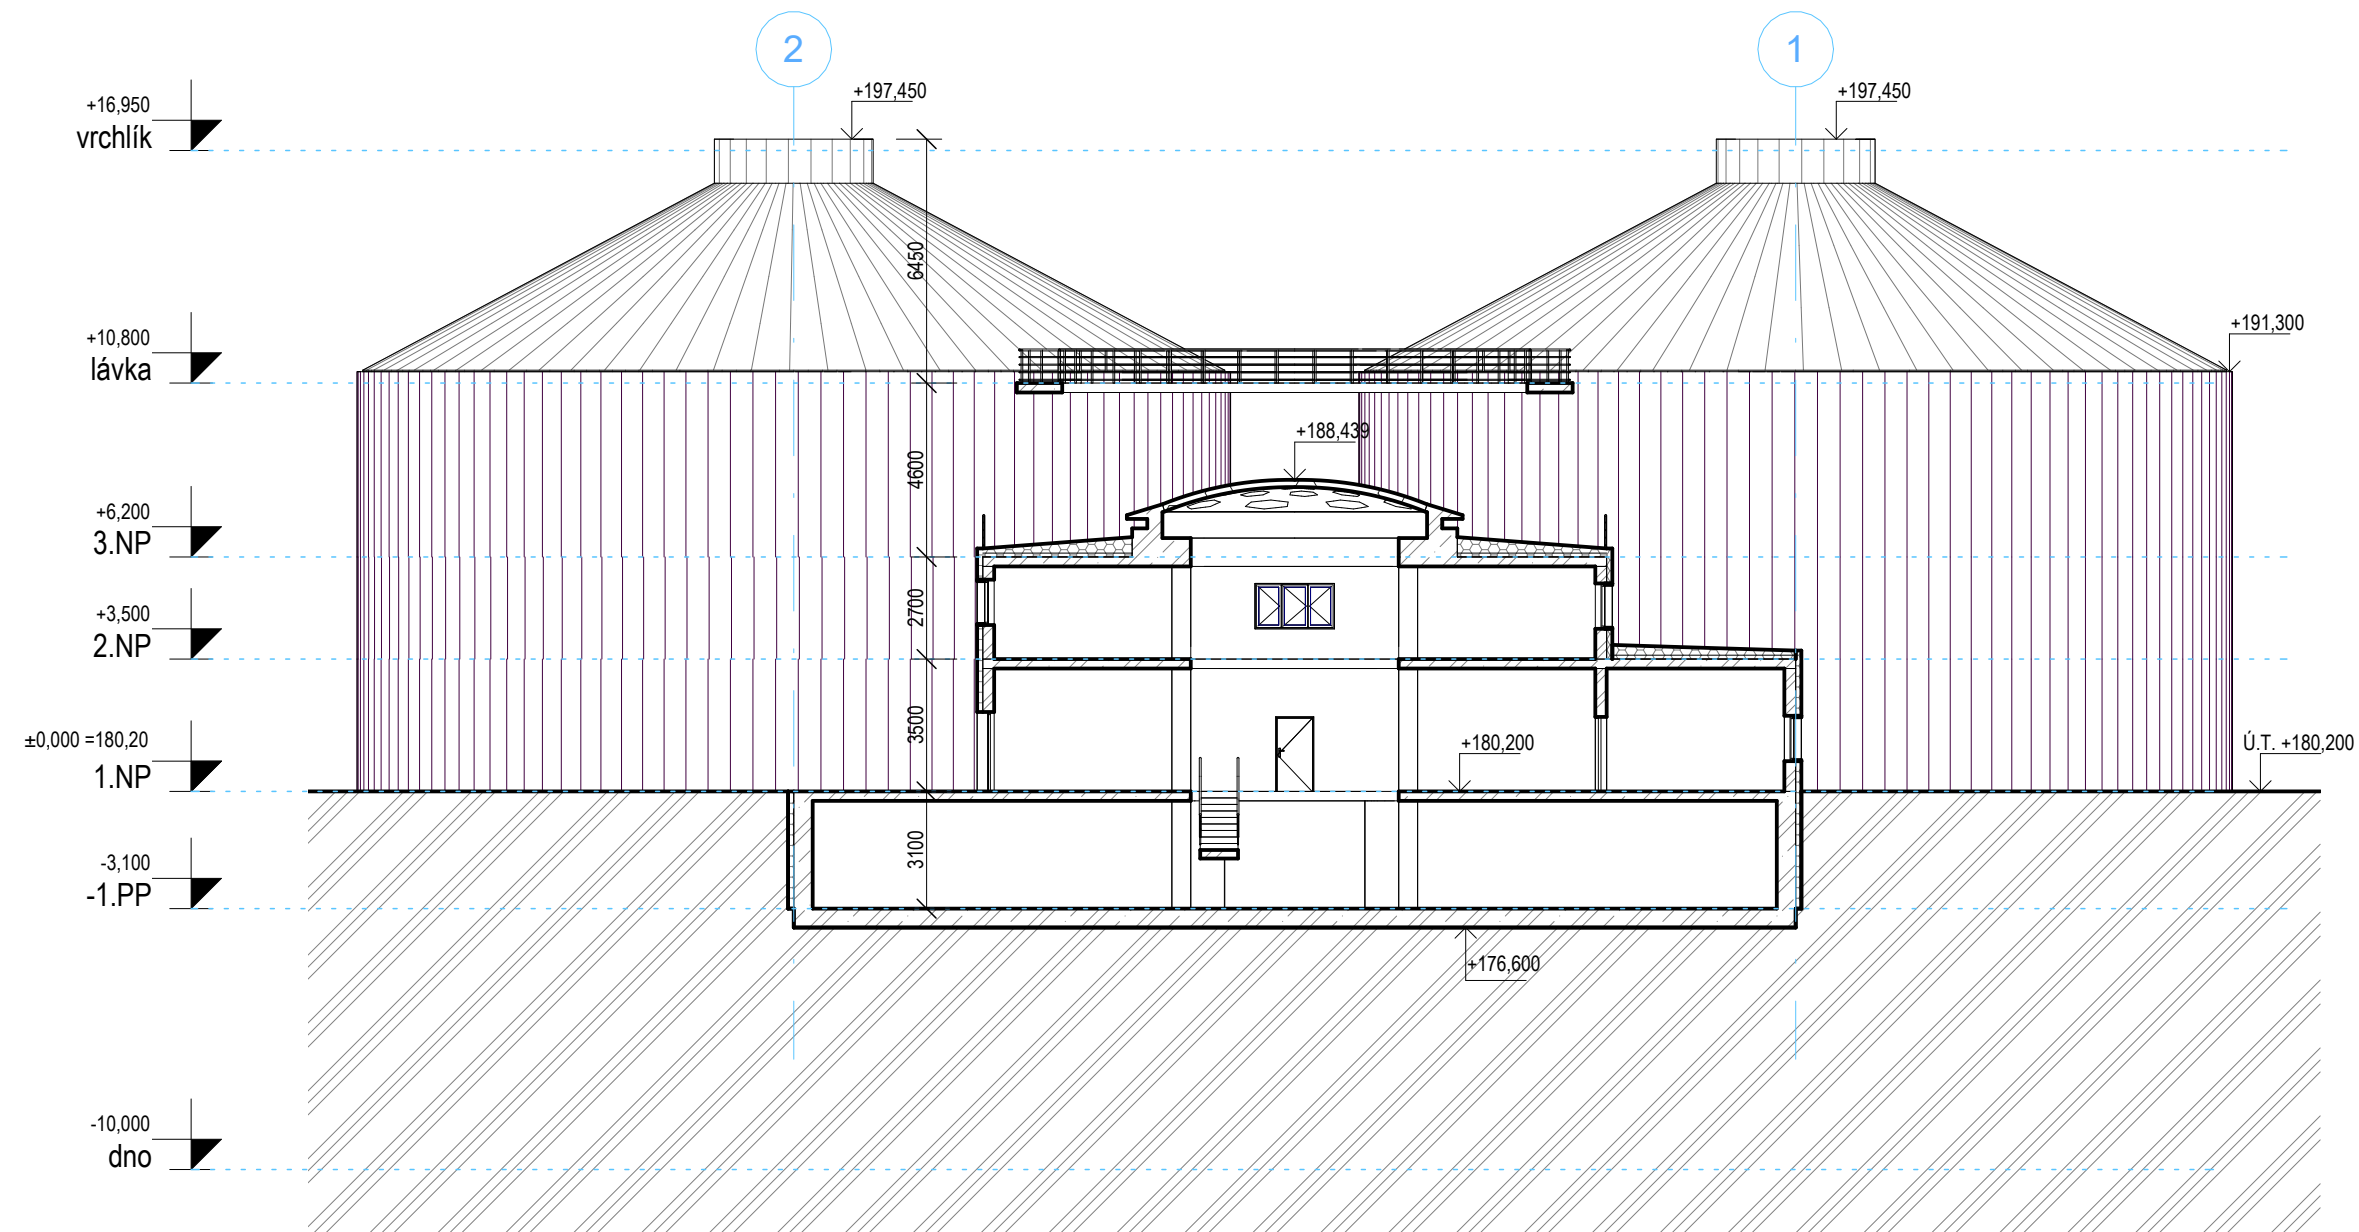 2
1
+16,950
vrchlík
+197,450
+197,450
6450
+10,800
lávka
+191,300
+188,439
4600
+6,200
3.NP
2700
+3,500
2.NP
3500
±0,000 =180,20
1.NP
+180,200
Ú.T. +180,200
3100
-3,100
-1.PP
+176,600
-10,000
dno